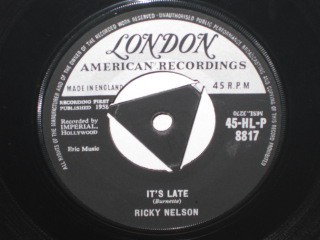 LONDON
AMERICAN RECORDINGS
MADE IN ENGLAND
45 R.P.M
RECORDING FIRST
PUBLISHED 1958
Recorded by
IMPERIAL,
HOLLYWOOD
Eric Music
45-HL-P
8817
IT'S LATE
(Burnette)
RICKY NELSON